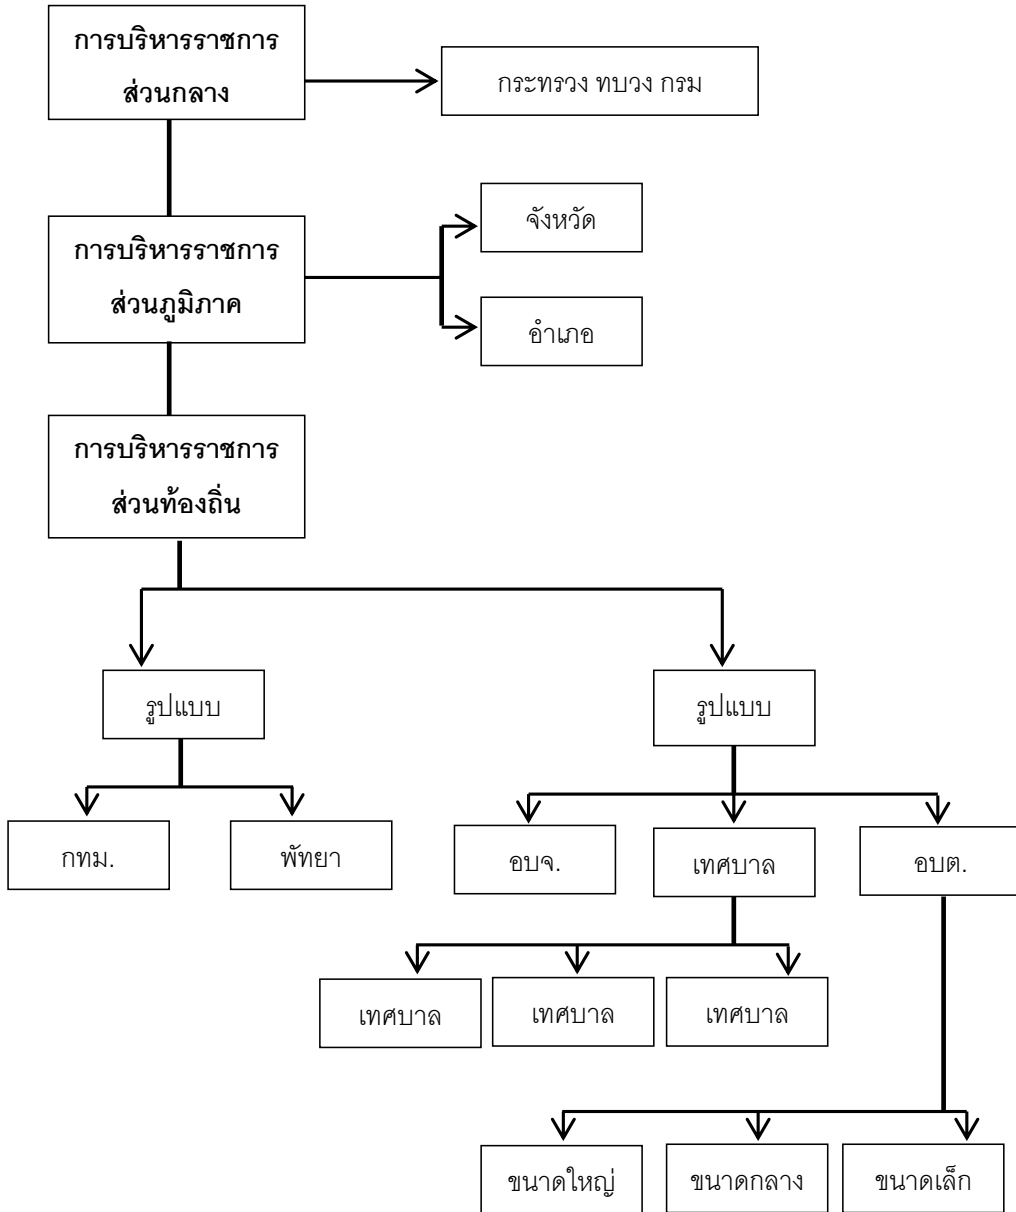 การบริหารราชการ
ส่วนกลาง
กระทรวง ทบวง กรม
การบริหารราชการ
ส่วนภูมิภาค
จังหวัด
อำเภอ
การบริหารราชการ
ส่วนท้องถิ่น
รูปแบบ
รูปแบบ
กทม.
พัทยา
อบจ.
เทศบาล
อบต.
เทศบาล
เทศบาล
เทศบาล
ขนาดใหญ่
ขนาดกลาง
ขนาดเล็ก